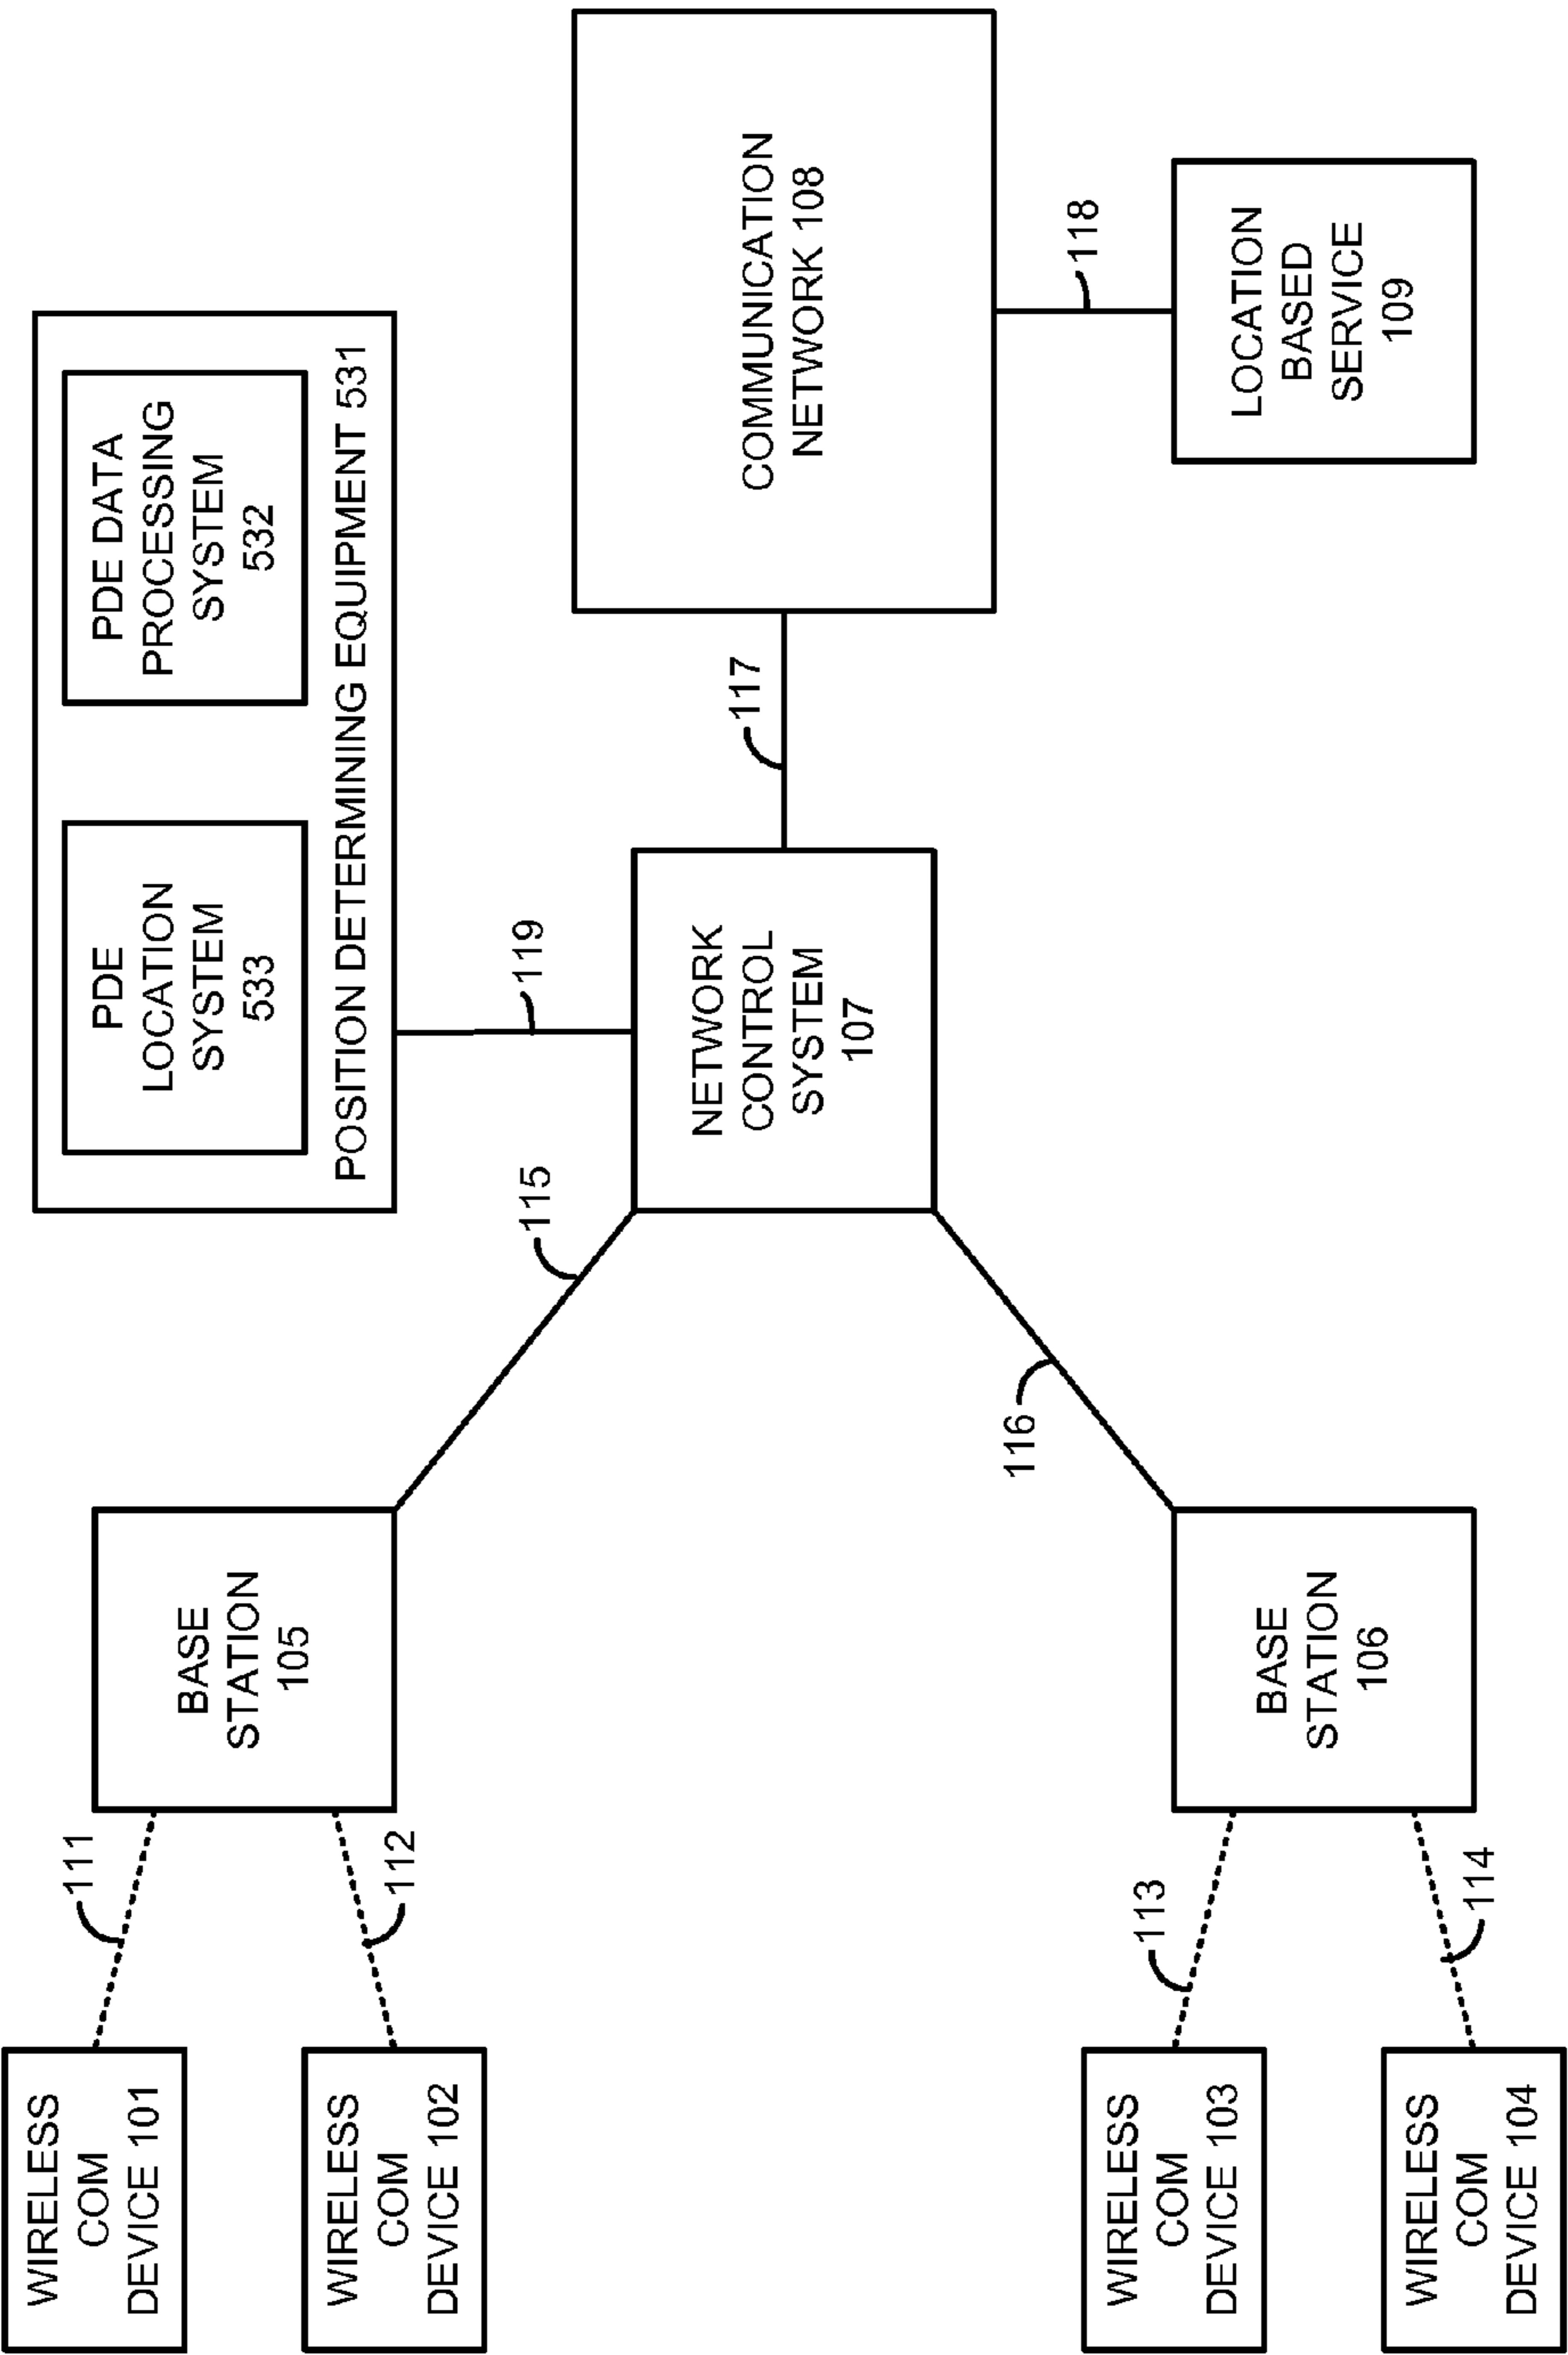 WIRELESS
COM
DEVICE 101
111
WIRELESS
COM
DEVICE 102
112
BASE
STATION
105
115
PDE
LOCATION
SYSTEM
533
PDE DATA
PROCESSING
SYSTEM
532
POSITION DETERMINING EQUIPMENT 531
119
NETWORK
CONTROL
SYSTEM
107
117
COMMUNICATION
NETWORK 108
118
LOCATION
BASED
SERVICE
109
116
BASE
STATION
106
113
WIRELESS
COM
DEVICE 103
114
WIRELESS
COM
DEVICE 104